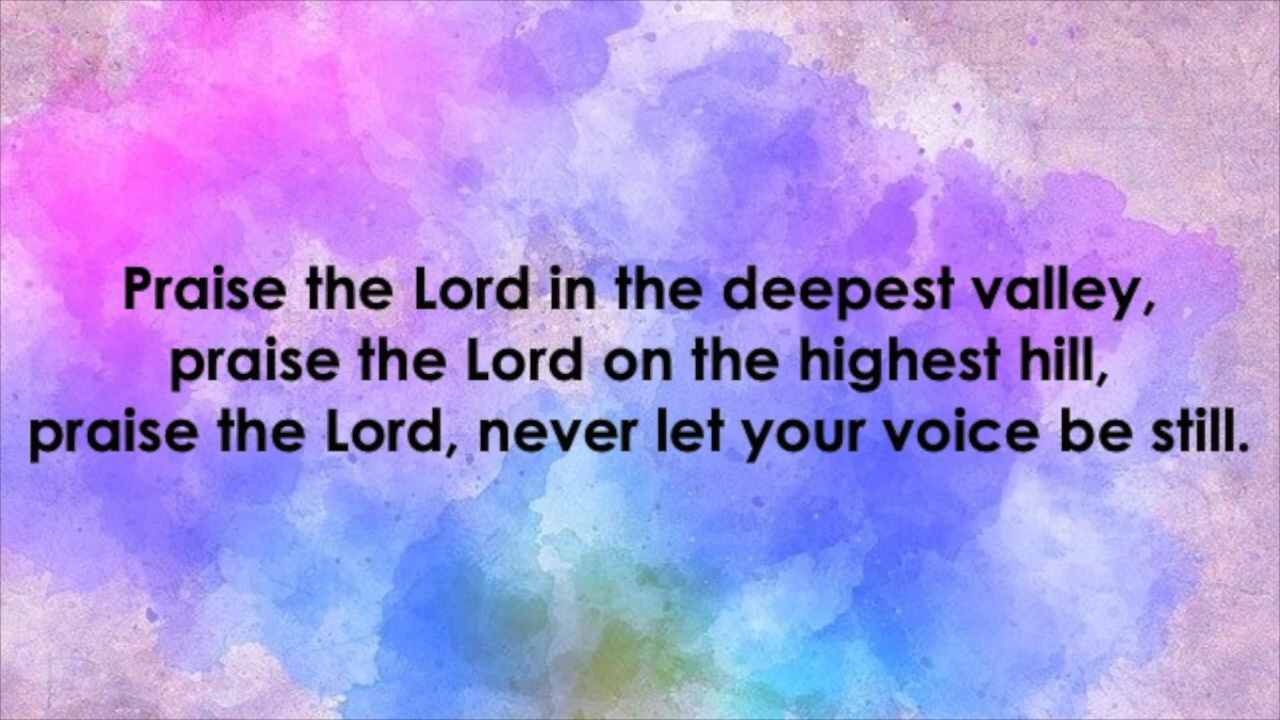 Praise the Lord in the deepest valley,
praise the Lord on the highest hill,
praise the Lord, never let your voice be still.